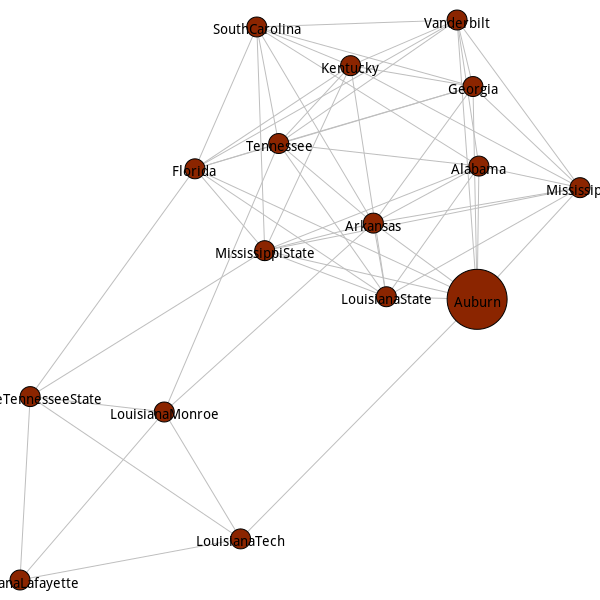 Vanderbilt
SouthCarolina
Kentucky
Georgia
Tennessee
Alabama
Florida
Mississip
Arkansas
MississippiState
LouisianaState
Auburn
eTennesseeState
LouisianaMonroe
LouisianaTech
anaLafayette